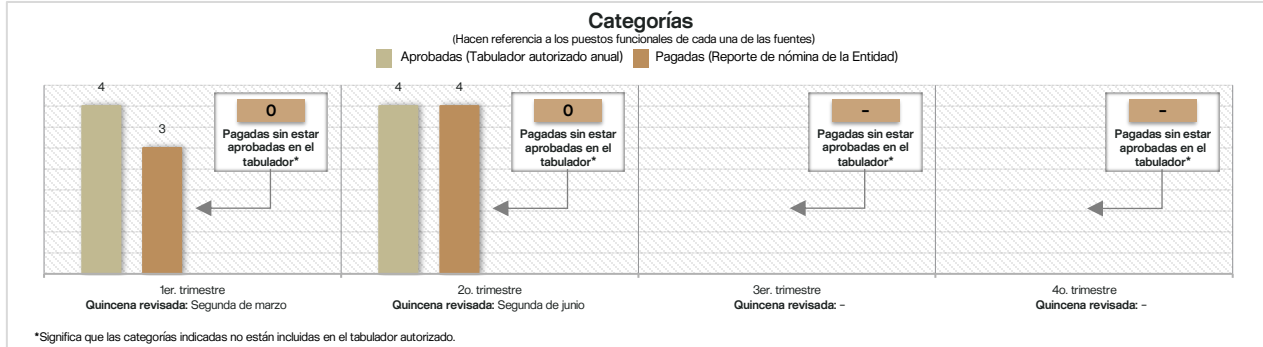 Categorías
(Hacen referencia a los puestos funcionales de cada una de las fuentes)
Aprobadas (Tabulador autorizado anual) Pagadas (Reporte de nómina de la Entidad)
4
3
0
Pagadas sin estar
aprobadas en el
tabulador*
4
4
0
Pagadas sin estar
aprobadas en el
tabulador*
-
Pagadas sin estar
aprobadas en el
tabulador*
-
Pagadas sin estar
aprobadas en el
tabulador*
1er. trimestre
Quincena revisada: Segunda de marzo
2o. trimestre
Quincena revisada: Segunda de junio
3er. trimestre
Quincena revisada: -
4o. trimestre
Quincena revisada: -
*Significa que las categorías indicadas no están incluidas en el tabulador autorizado.